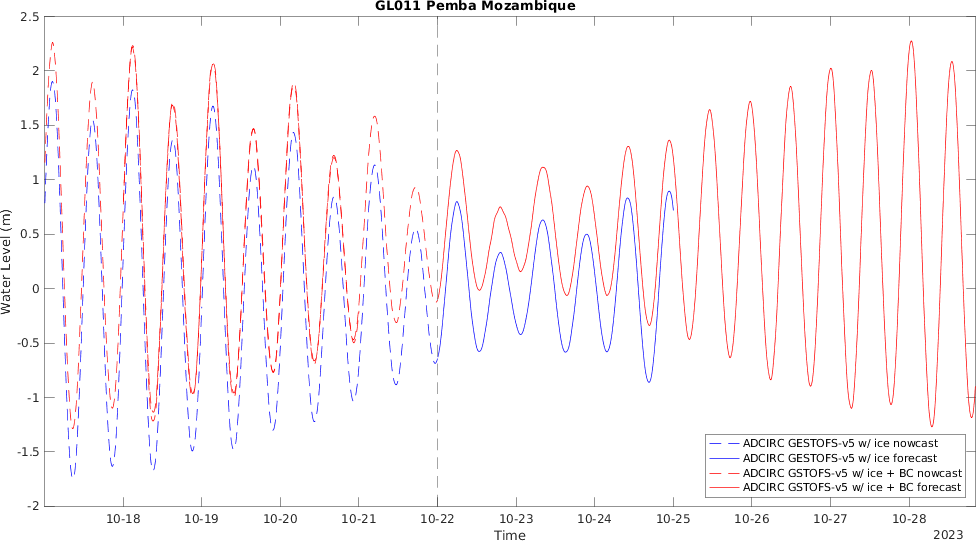 GL011 Pemba Mozambique
2.5
2
1.5
1
0.5
0
-0.5
-1
-1.5
-2
Water Level (m)
10-18 10-19 10-20 10-21 10-22 10-23 10-24 10-25 10-26 10-27 10-28
Time
2023
ADCIRC GESTOFS-v5 w/ ice nowcast
ADCIRC GESTOFS-v5 w/ ice forecast
ADCIRC GSTOFS-v5 w/ ice + BC nowcast
ADCIRC GSTOFS-v5 w/ ice + BC forecast